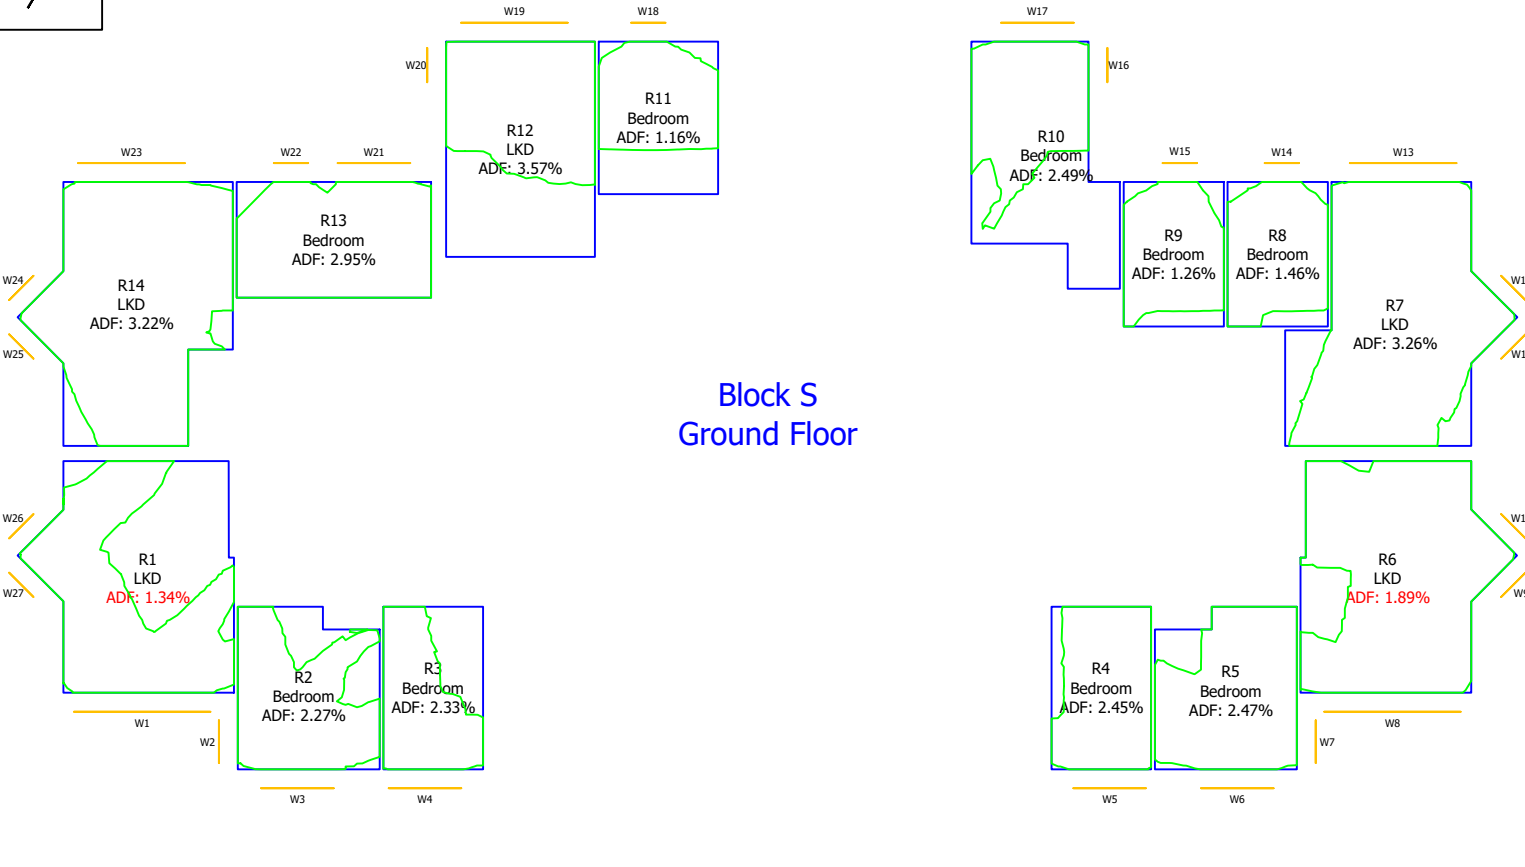 W19
W18
W17
W20
W16
R11
Bedroom
ADF: 1.16%
R12
LKD
ADF: 3.57%
R10
Bedroom
ADF: 2.49%
W23
W22
W21
W15
W14
W13
R13
Bedroom
ADF: 2.95%
R9
Bedroom
ADF: 1.26%
R8
Bedroom
ADF: 1.46%
W24
R14
LKD
ADF: 3.22%
R7
LKD
ADF: 3.26%
W25
Block S
Ground Floor
W26
R1
LKD
ADF: 1.34%
R6
LKD
ADF: 1.89%
W27
R2
Bedroom
ADF: 2.27%
R3
Bedroom
ADF: 2.33%
R4
Bedroom
ADF: 2.45%
R5
Bedroom
ADF: 2.47%
W1
W2
W8
W7
W3
W4
W5
W6